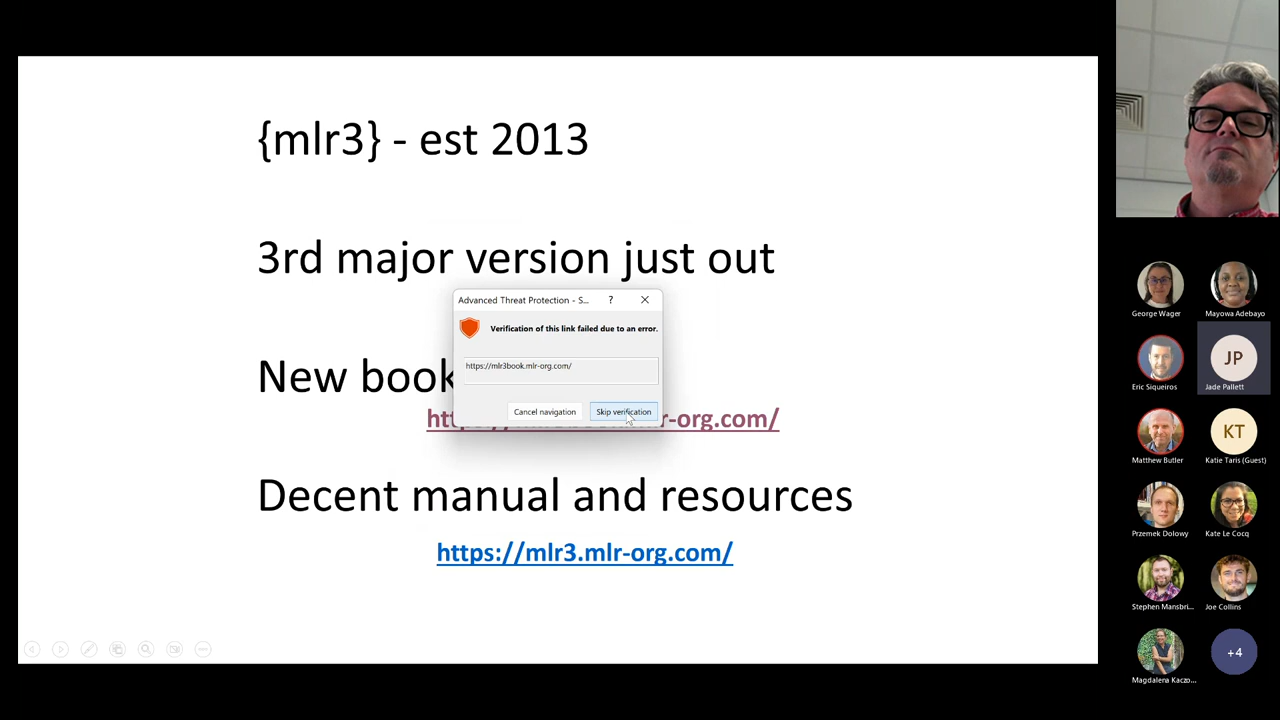 {mlr3} - est 2013
3rd major version just out
Advanced Threat Protection - S... ?
Verification of this link failed due to an error.
https://mlr3book.mlr-org.com/
Cancel navigation
Skip verification
New book
r-org.com/
Decent manual and resources
https://mlr3.mlr-org.com/
George Wager
Mayowa Adebayo
Eric Siqueiros
JP
Jade Pallett
Matthew Butler
KT
Katie Taris (Guest)
Przemek Dolowy
Kate Le Cocq
Stephen Mansbri...
Joe Collins
Magdalena Kaczo...
+4